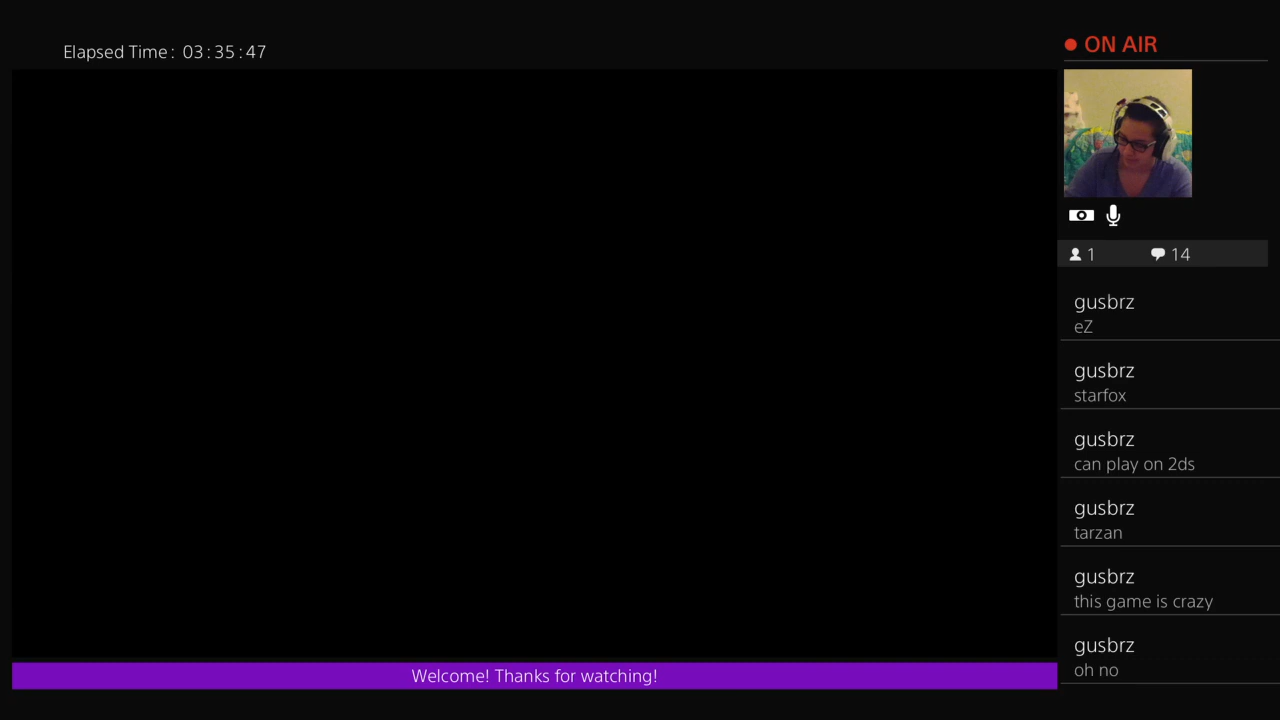 Elapsed Time: 03:35:47
ON AIR
1 14
gusbrz
eZ
gusbrz
starfox
gusbrz
can play on 2ds
gusbrz
tarzan
gusbrz
this game is crazy
gusbrz
oh no
Welcome! Thanks for watching!